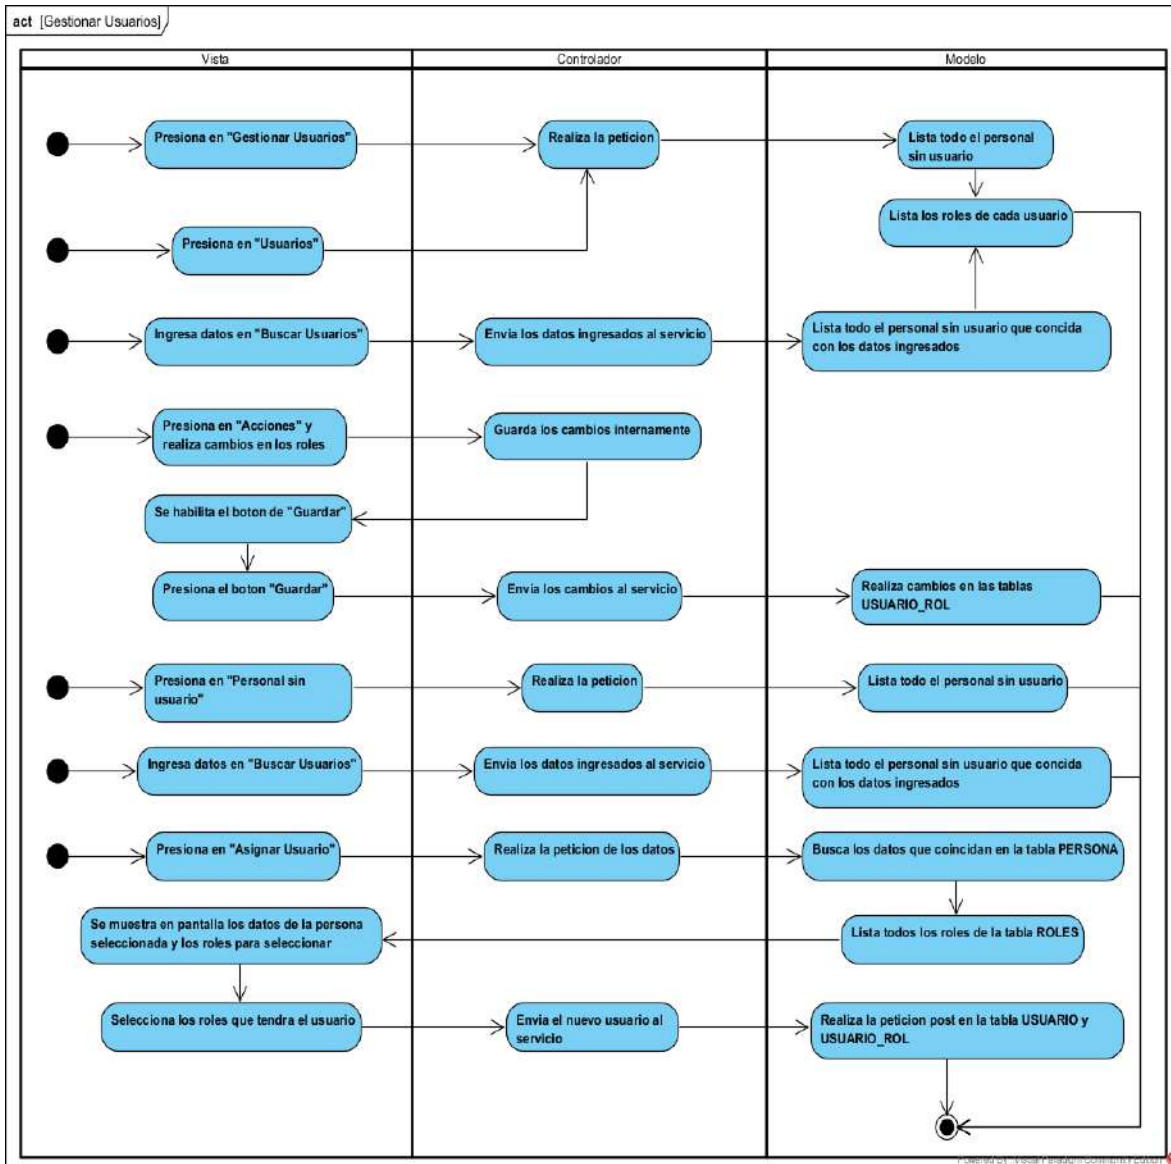 act [Gestionar Usuarios]
Vista
Controlador
Modelo
Presiona en "Gestionar Usuarios"
Realiza la peticion
Lista todo el personal
sin usuario
Lista los roles de cada usuario
Presiona en "Usuarios"
Ingresa datos en "Buscar Usuarios"
Envia los datos ingresados al servicio
Lista todo el personal sin usuario que concida
con los datos ingresados
Presiona en "Acciones" y
realiza cambios en los roles
Guarda los cambios internamente
Se habilita el boton de "Guardar"
Presiona el boton "Guardar"
Envia los cambios al servicio
Realiza cambios en las tablas
USUARIO_ROL
Presiona en "Personal sin
usuario"
Realiza la peticion
Lista todo el personal sin usuario
Ingresa datos en "Buscar Usuarios"
Envia los datos ingresados al servicio
Lista todo el personal sin usuario que concida
con los datos ingresados
Presiona en "Asignar Usuario"
Realiza la peticion de los datos
Busca los datos que coincidan en la tabla PERSONA
Se muestra en pantalla los datos de la persona
seleccionada y los roles para seleccionar
Lista todos los roles de la tabla ROLES
Selecciona los roles que tendra el usuario
Envia el nuevo usuario al
servicio
Realiza la peticion post en la tabla USUARIO y
USUARIO_ROL
Powered By Visual Paradigm Community Edition